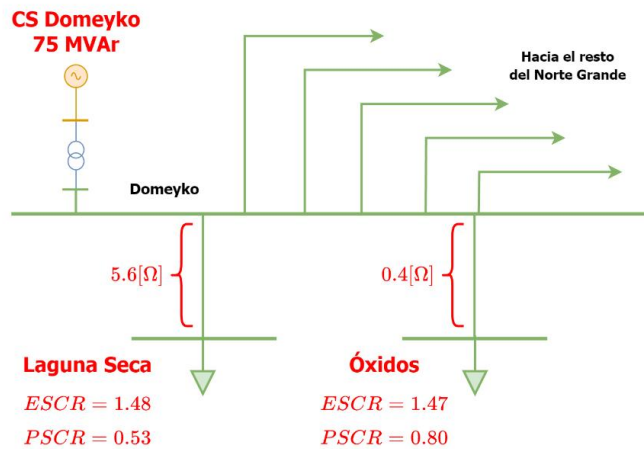 CS Domeyko
75 MVAr
Hacia el resto
del Norte Grande
Domeyko
5.6[Ω]
0.4[Ω]
Laguna Seca
ESCR = 1.48
PSCR = 0.53
Óxidos
ESCR = 1.47
PSCR = 0.80